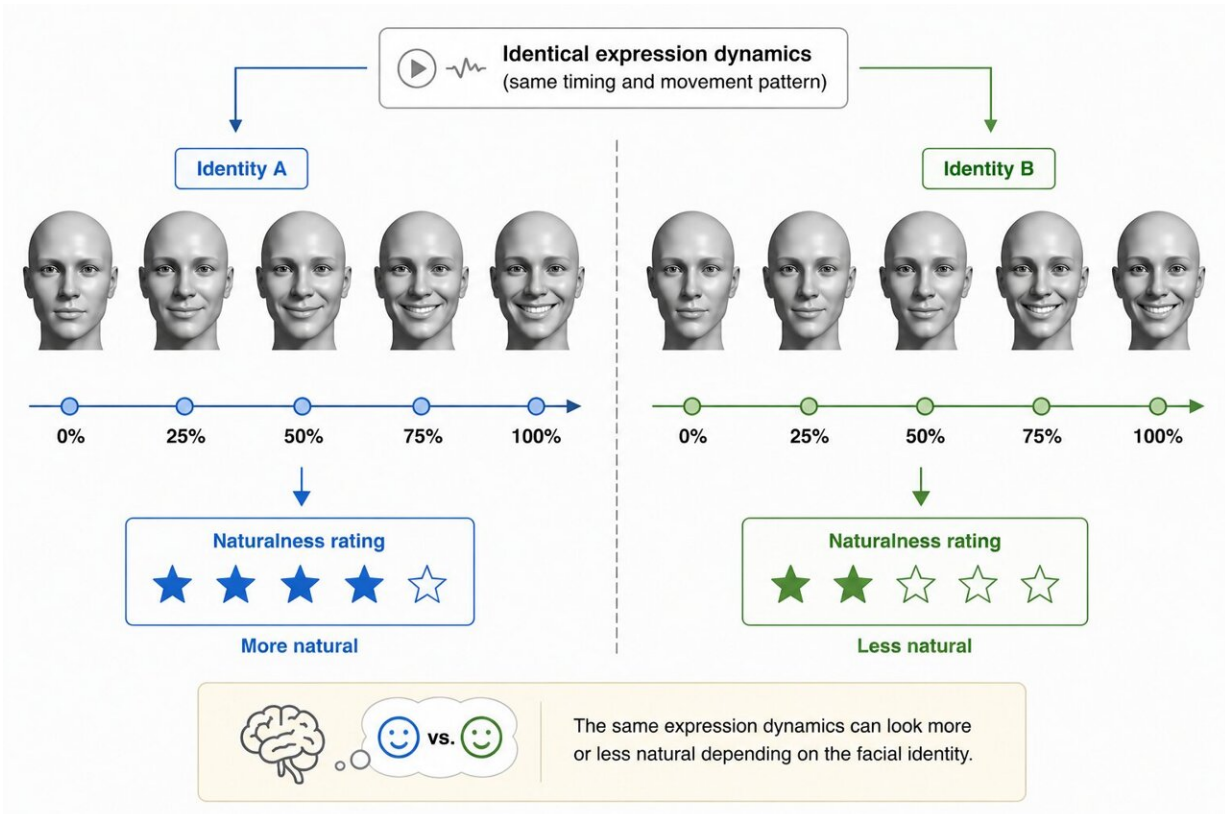 Identical expression dynamics
(same timing and movement pattern)
Identity A
Identity B
0% 25% 50% 75% 100%
0% 25% 50% 75% 100%
Naturalness rating
Naturalness rating
More natural
Less natural
vs.
The same expression dynamics can look more
or less natural depending on the facial identity.